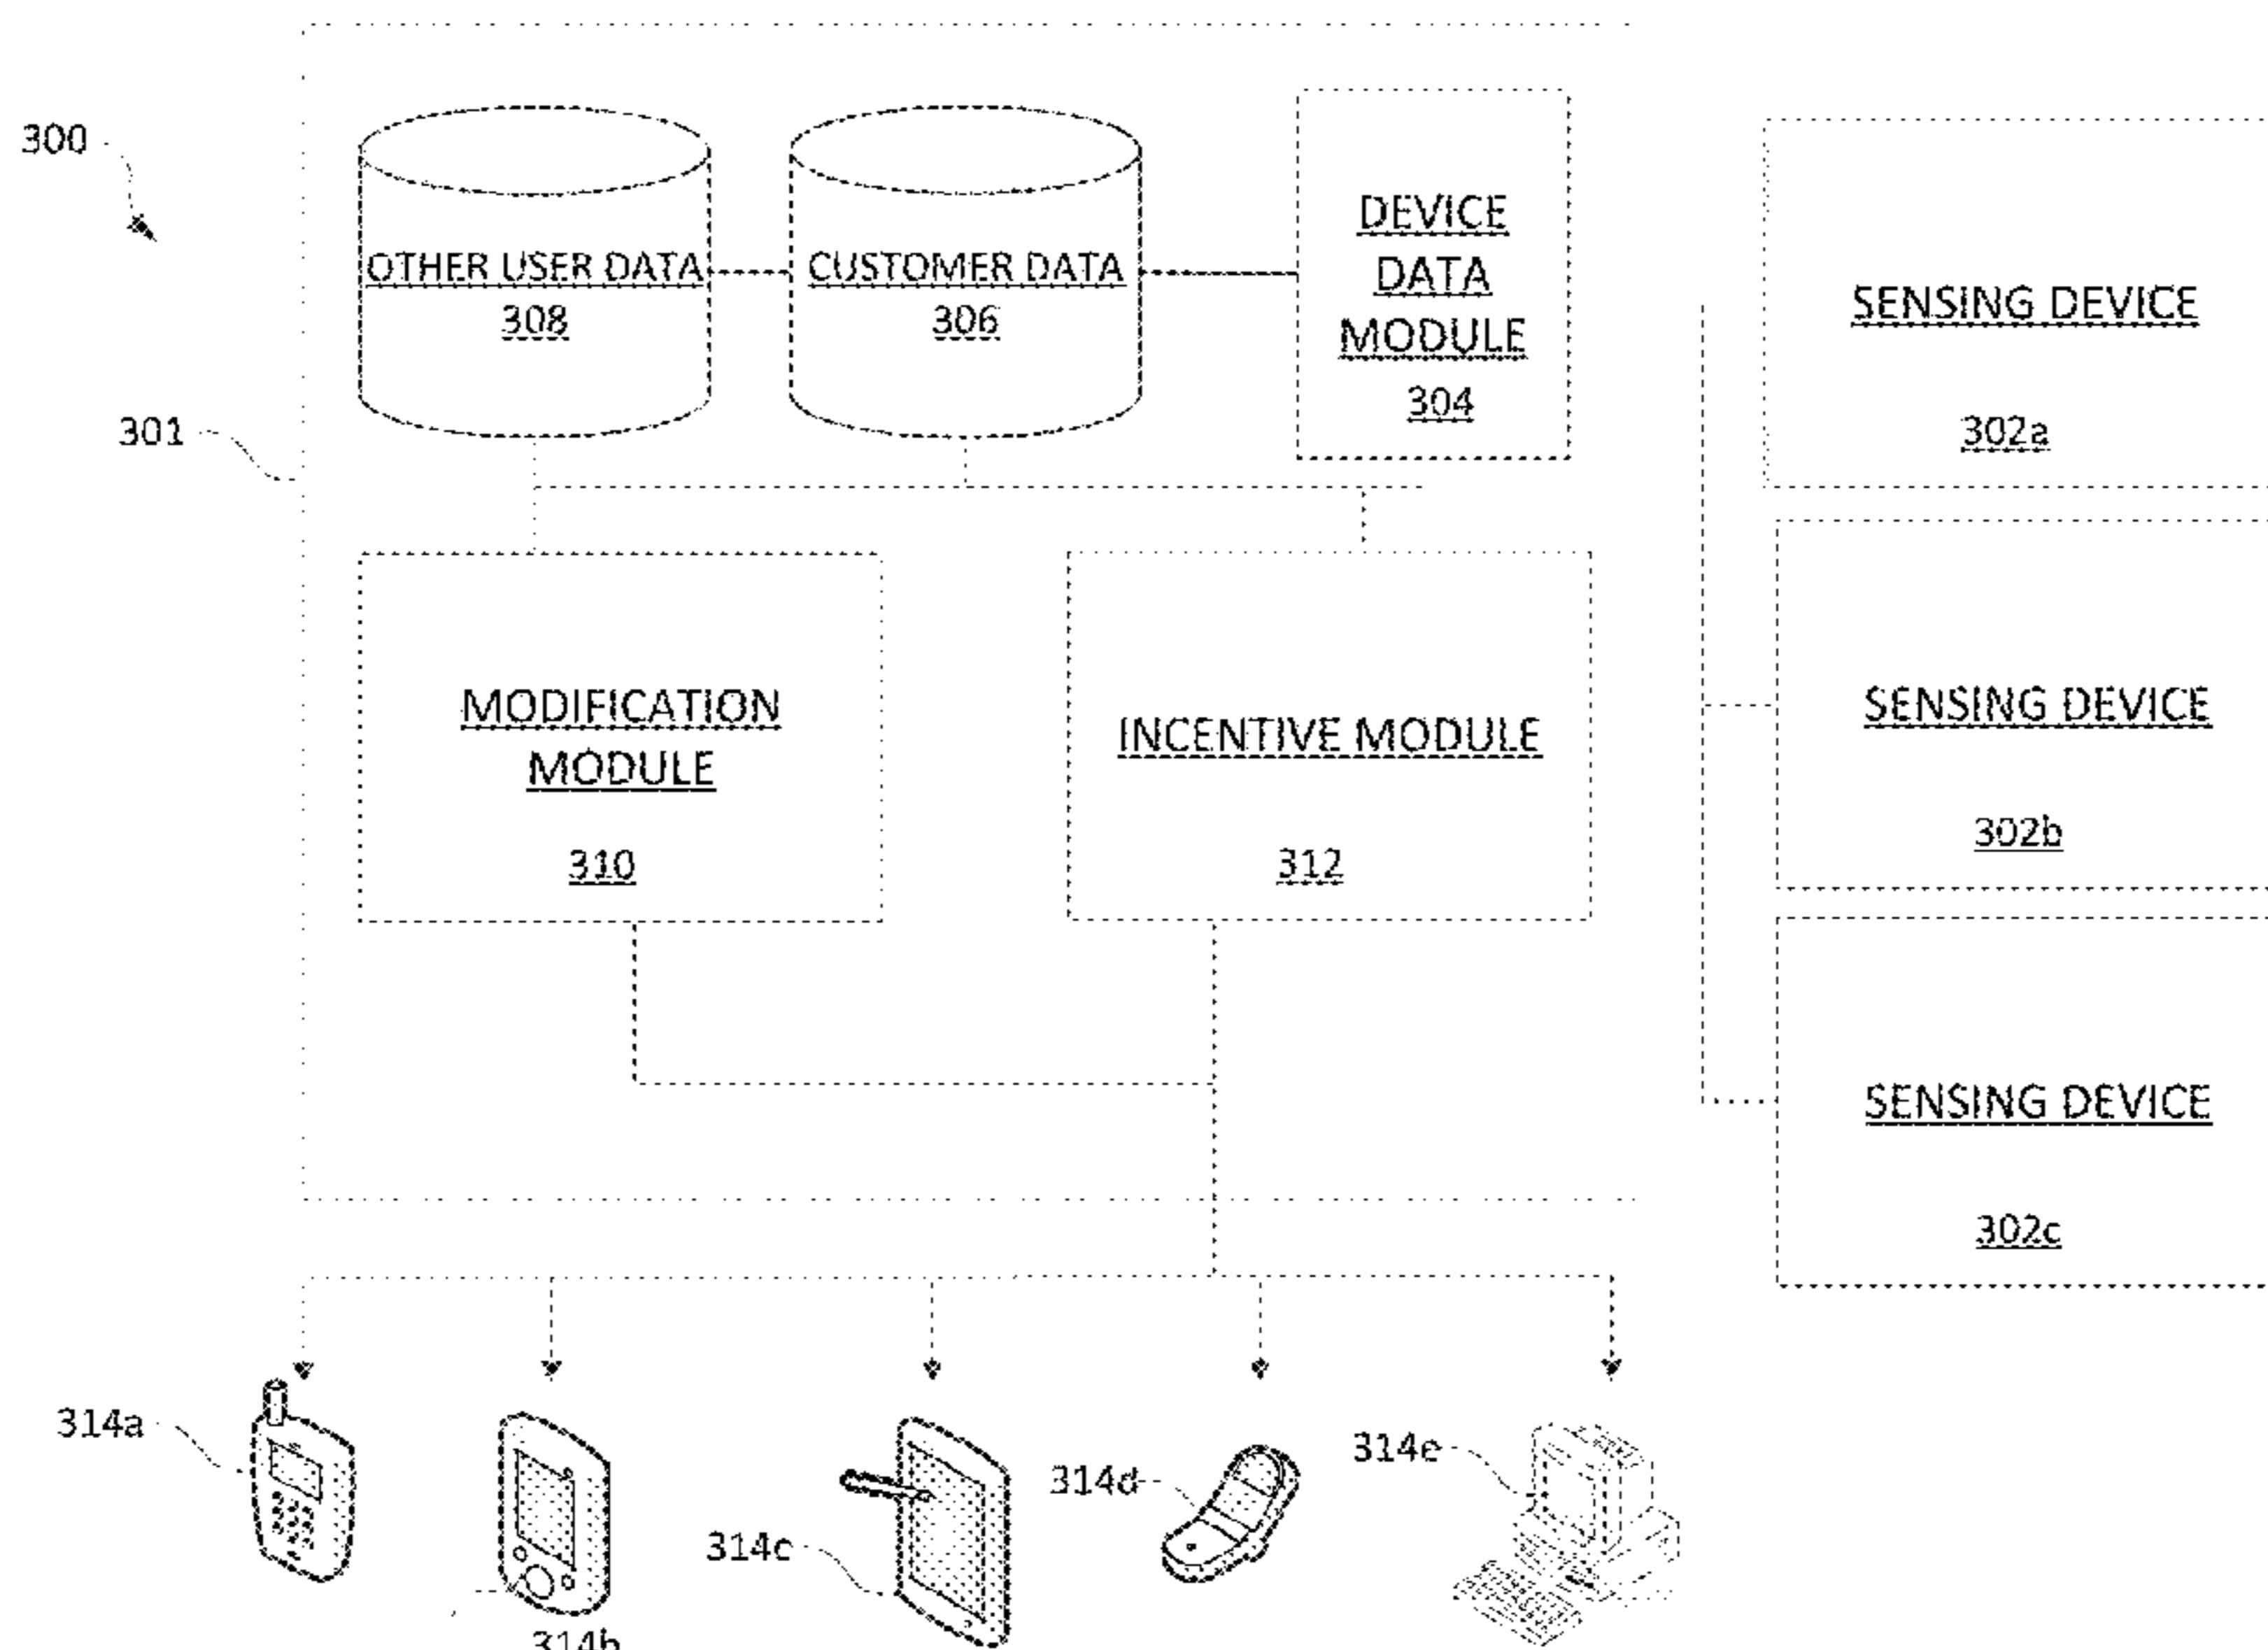 300
OTHER USER DATA
308
CUSTOMER DATA
306
DEVICE
DATA
MODULE
304
SENSING DEVICE
302a
301
MODIFICATION
MODULE
310
INCENTIVE MODULE
312
SENSING DEVICE
302b
SENSING DEVICE
302c
314a
314b
314c
314d
314e